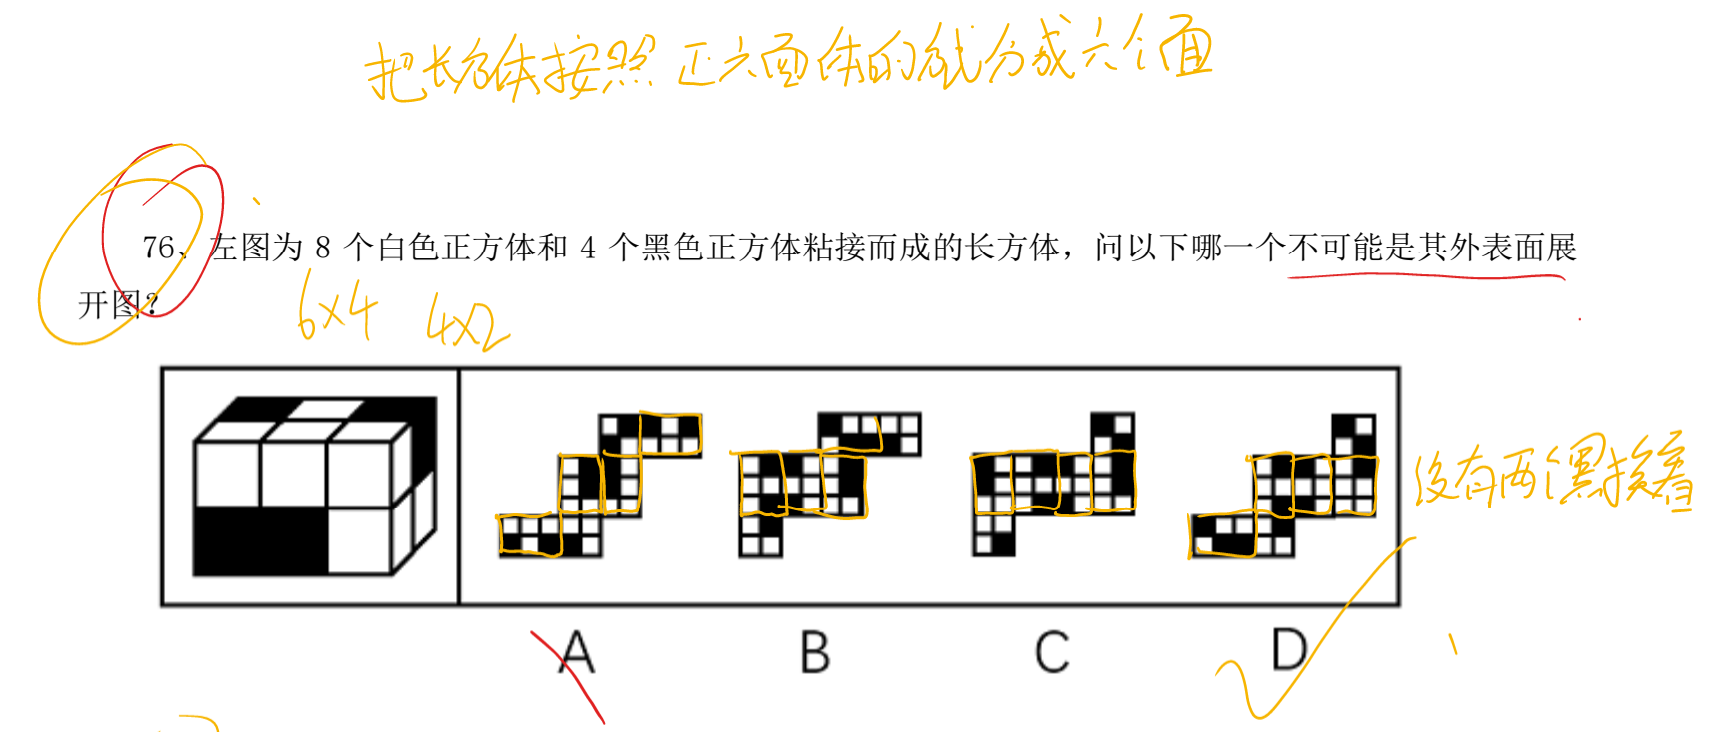 把长方体按照正六面体的就分成六个面
76、左图为 8 个白色正方体和 4 个黑色正方体粘接而成的长方体，问以下哪一个不可能是其外表面展
开图？
6×4 4×2
没有两个黑挨着
A B C D